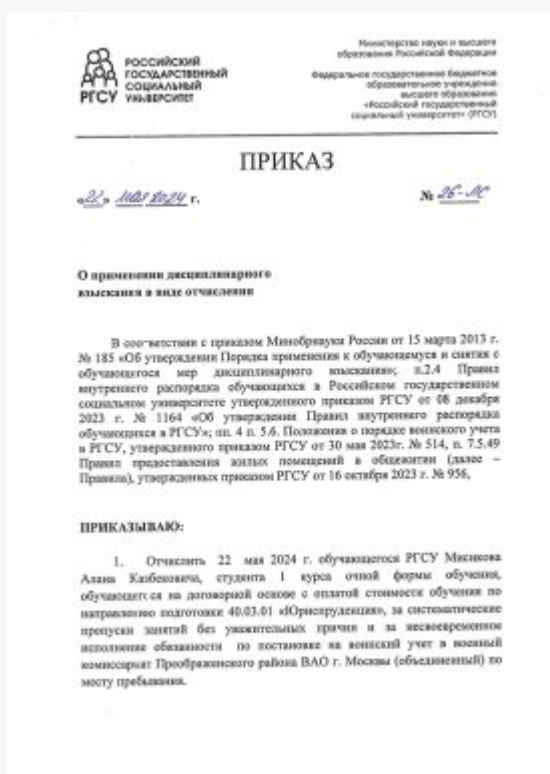 РОССИЙСКИЙ
ГОСУДАРСТВЕННЫЙ
СОЦИАЛЬНЫЙ
УНИВЕРСИТЕТ
РГСУ
Министерство науки и высшего
образования Российской Федерации
Федеральное государственное бюджетное
образовательное учреждение
высшего образования
«Российский государственный
социальный университет» (РГСУ)
ПРИКАЗ
«22» мая 2024 г.
№ 26-ЛС
О применении дисциплинарного
взыскания в виде отчисления
В соответствии с приказом Минобрнауки России от 15 марта 2013 г.
№ 185 «Об утверждении Порядка применения к обучающемуся и снятия с
обучающегося мер дисциплинарного взыскания»; п.2.4 Правил
внутреннего распорядка обучающихся в Российском государственном
социальном университете утвержденного приказом РГСУ от 08 декабря
2023 г. № 1164 «Об утверждении Правил внутреннего распорядка
обучающихся в РГСУ»; пп. 4 п. 5.6. Положения о порядке воинского учета
в РГСУ, утвержденного приказом РГСУ от 30 мая 2023г. № 514, п. 7.5.49
Правил предоставления жилых помещений в общежитии (далее –
Правила), утвержденных приказом РГСУ от 16 октября 2023 г. № 956,
ПРИКАЗЫВАЮ:
1. Отчислить 22 мая 2024 г. обучающегося РГСУ Мисикова
Алана Казбековича, студента 1 курса очной формы обучения,
обучающегося на договорной основе с оплатой стоимости обучения по
направлению подготовки 40.03.01 «Юриспруденция», за систематические
пропуски занятий без уважительных причин и за несвоевременное
исполнение обязанности по постановке на воинский учет в военный
комиссариат Преображенского района ВАО г. Москвы (объединенный) по
месту пребывания.